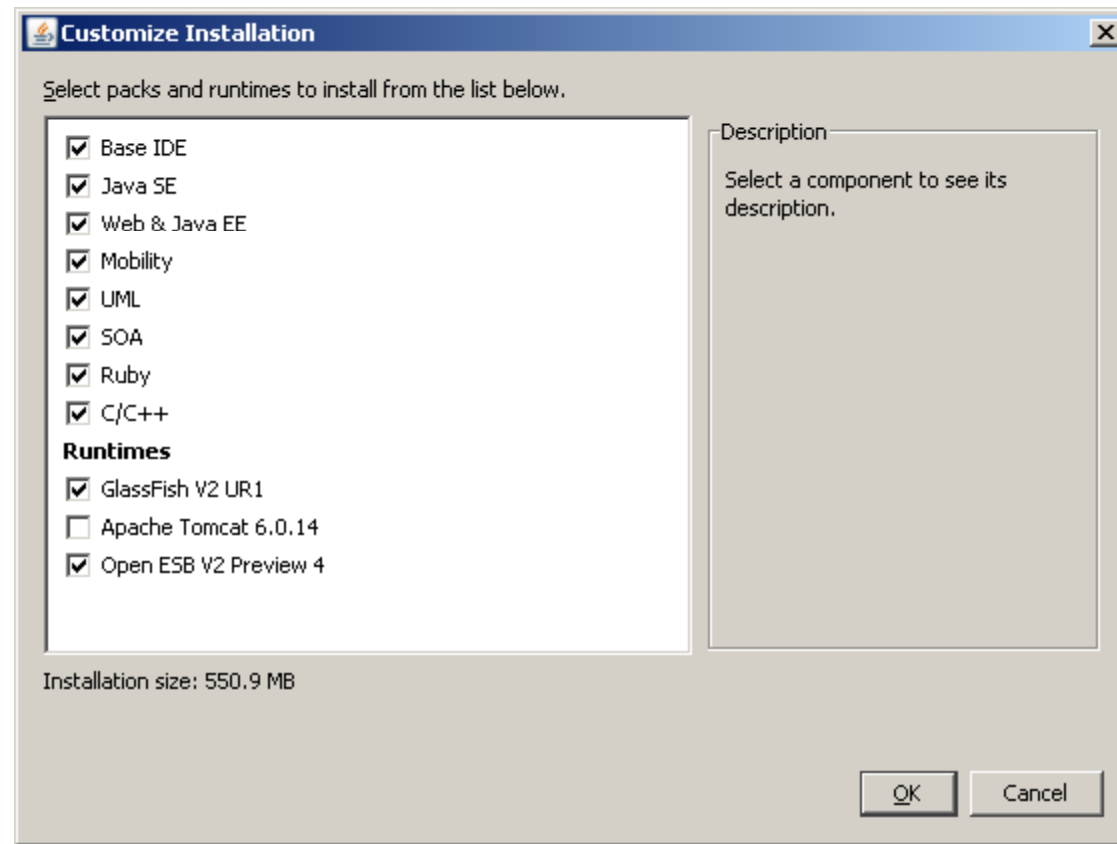 Customize Installation
Select packs and runtimes to install from the list below.
Base IDE
Java SE
Web & Java EE
Mobility
UML
SOA
Ruby
C/C++
Runtimes
GlassFish V2 UR1
Apache Tomcat 6.0.14
Open ESB V2 Preview 4
Description
Select a component to see its
description.
Installation size: 550.9 MB
OK
Cancel